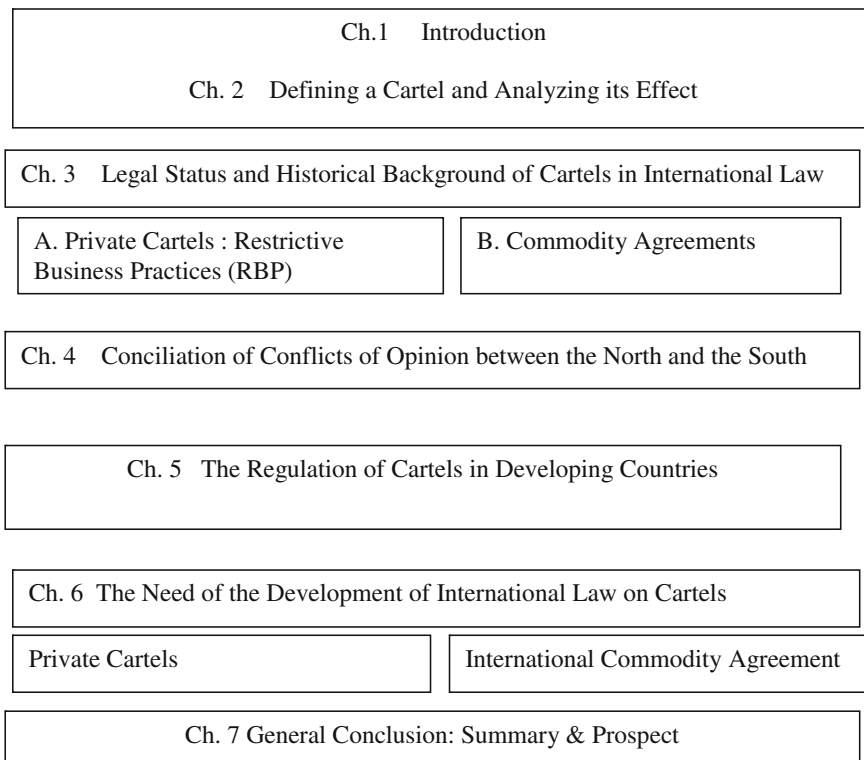 Ch.1 Introduction
Ch. 2 Defining a Cartel and Analyzing its Effect
Ch. 3 Legal Status and Historical Background of Cartels in International Law
A. Private Cartels : Restrictive
Business Practices (RBP)
B. Commodity Agreements
Ch. 4 Conciliation of Conflicts of Opinion between the North and the South
Ch. 5 The Regulation of Cartels in Developing Countries
Ch. 6 The Need of the Development of International Law on Cartels
Private Cartels
International Commodity Agreement
Ch. 7 General Conclusion: Summary & Prospect